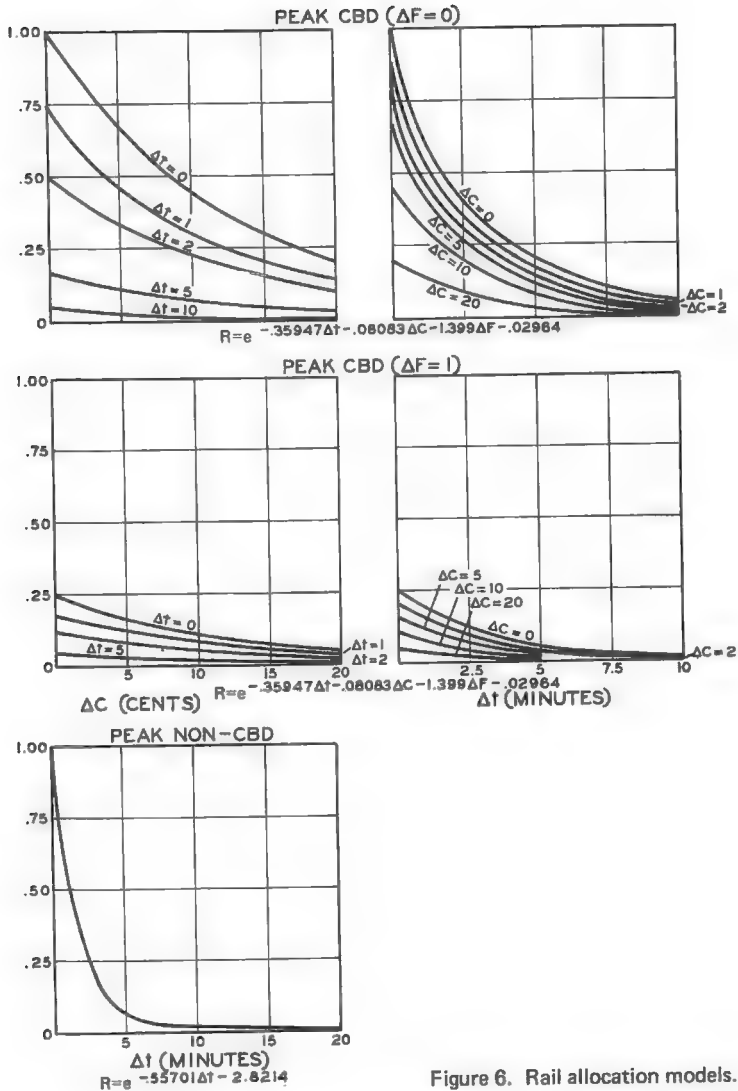 PEAK CBD (ΔF=0)
1.00
.75
.50
.25
0
Δt=0
Δt=1
Δt=2
Δt=5
Δt=10
ΔC=0
ΔC=5
ΔC=10
ΔC=20
ΔC=1
ΔC=2
R=e -.35947Δt-.08083ΔC-1.399ΔF-.02964
PEAK CBD (ΔF=1)
1.00
.75
.50
.25
0
Δt=0
Δt=5
Δt=1
Δt=2
5 10 15 20
ΔC=5
ΔC=10
ΔC=20
ΔC=0
ΔC=2
2.5 5 7.5 10
R=e -.35947Δt-.08083ΔC-1.399ΔF-.02964
ΔC (CENTS)
Δt (MINUTES)
PEAK NON-CBD
1.00
.75
.50
.25
0
5 10 15 20
Δt (MINUTES)
R=e -.55701Δt-2.8214
Figure 6. Rail allocation models.